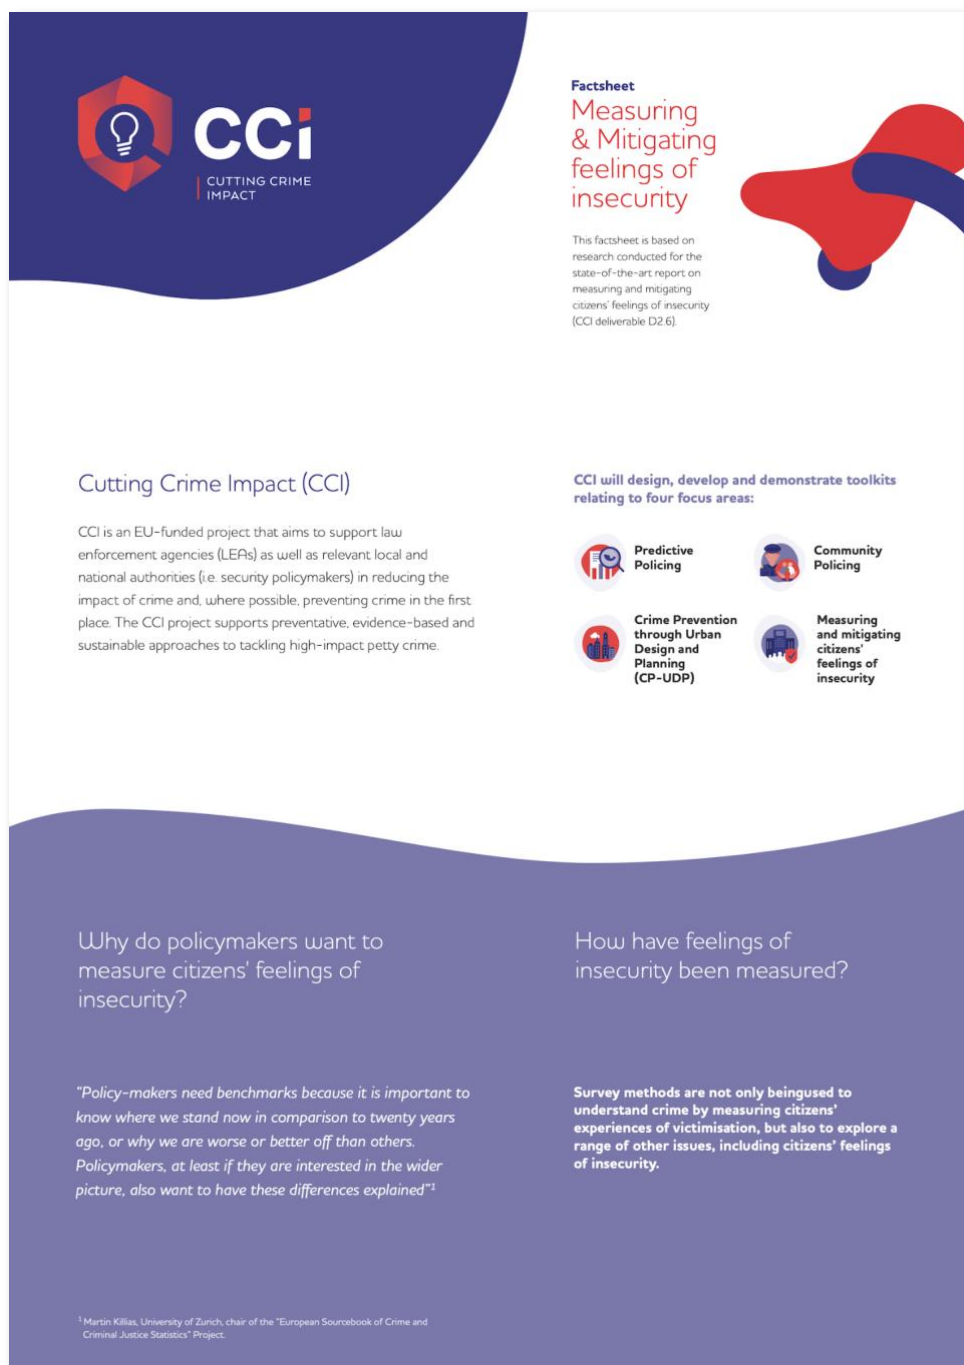 CCi
CUTTING CRIME
IMPACT
Factsheet
Measuring
& Mitigating
feelings of
insecurity
This factsheet is based on
research conducted for the
state-of-the-art report on
measuring and mitigating
citizens' feelings of insecurity
(CCI deliverable D2.6).
Cutting Crime Impact (CCI)
CCI is an EU-funded project that aims to support law
enforcement agencies (LEAs) as well as relevant local and
national authorities (i.e. security policymakers) in reducing the
impact of crime and, where possible, preventing crime in the first
place. The CCI project supports preventative, evidence-based and
sustainable approaches to tackling high-impact petty crime.
CCI will design, develop and demonstrate toolkits
relating to four focus areas:
Predictive
Policing
Community
Policing
Crime Prevention
through Urban
Design and
Planning
(CP-UDP)
Measuring
and mitigating
citizens'
feelings of
insecurity
Why do policymakers want to
measure citizens' feelings of
insecurity?
"Policy-makers need benchmarks because it is important to
know where we stand now in comparison to twenty years
ago, or why we are worse or better off than others.
Policymakers, at least if they are interested in the wider
picture, also want to have these differences explained"1
1 Martin Killias, University of Zurich, chair of the "European Sourcebook of Crime and
Criminal Justice Statistics" Project.
How have feelings of
insecurity been measured?
Survey methods are not only beingused to
understand crime by measuring citizens'
experiences of victimisation, but also to explore a
range of other issues, including citizens' feelings
of insecurity.